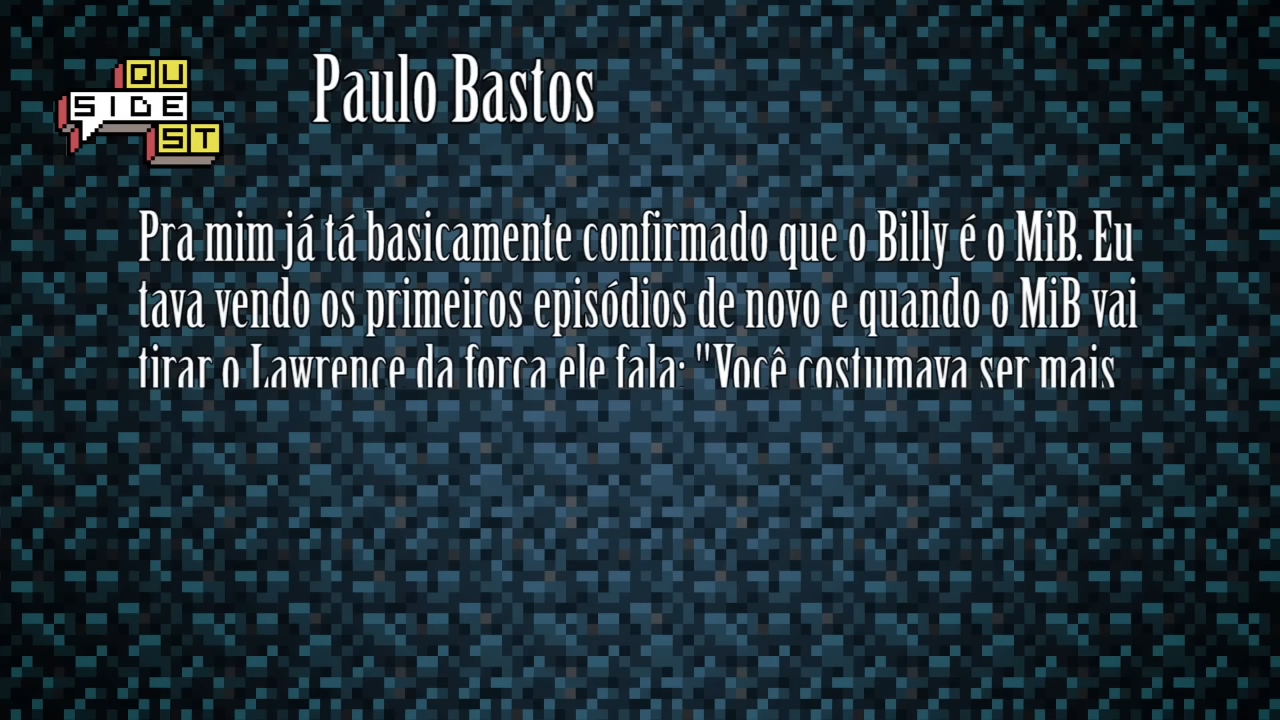 QU
SIDE
ST
Paulo Bastos
Pra mim já tá basicamente confirmado que o Billy é o MiB. Eu
tava vendo os primeiros episódios de novo e quando o MiB vai
tirar o Lawrence da forca ele fala: "Você costumava ser mais